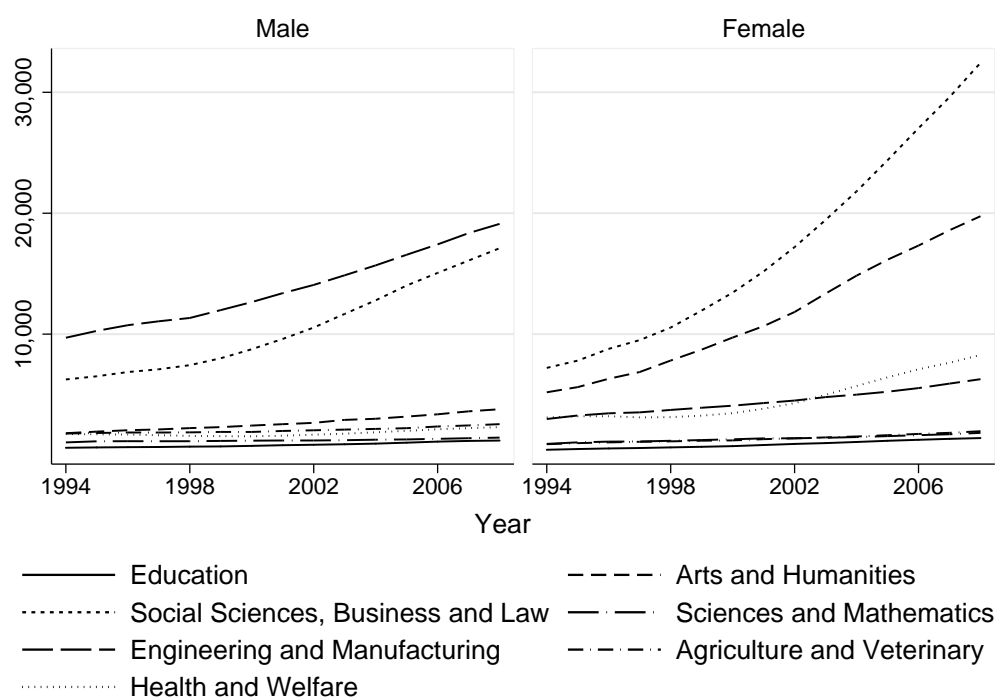 Male
Female
30,000
20,000
10,000
1994
1998
2002
2006
1994
1998
2002
2006
Year
Education
Arts and Humanities
Social Sciences, Business and Law
Sciences and Mathematics
Engineering and Manufacturing
Agriculture and Veterinary
Health and Welfare